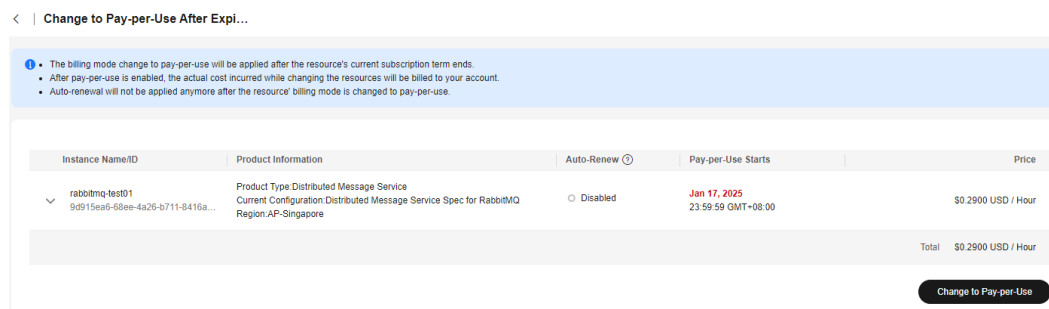 Change to Pay-per-Use After Expi...
The billing mode change to pay-per-use will be applied after the resource's current subscription term ends.
After pay-per-use is enabled, the actual cost incurred while changing the resources will be billed to your account.
Auto-renewal will not be applied anymore after the resource' billing mode is changed to pay-per-use.
Instance Name/ID Product Information Auto-Renew Pay-per-Use Starts Price
rabbitmq-test01
9d915ea6-68ee-4a26-b711-8416a...
Product Type:Distributed Message Service
Current Configuration:Distributed Message Service Spec for RabbitMQ
Region:AP-Singapore
Disabled
Jan 17, 2025
23:59:59 GMT+08:00
$0.2900 USD / Hour
Total $0.2900 USD / Hour
Change to Pay-per-Use